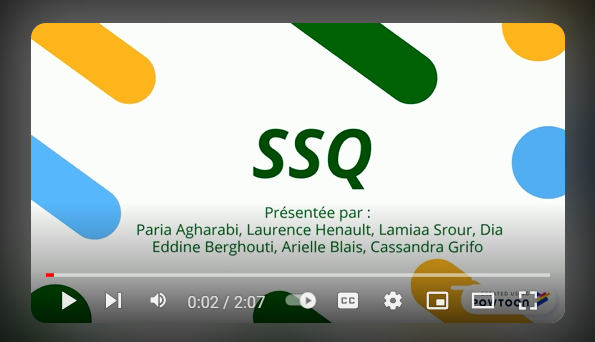 SSQ
Présentée par :
Paria Agharabi, Laurence Henault, Lamiaa Srour, Dia
Eddine Berghouti, Arielle Blais, Cassandra Grifo
0:02 / 2:07
CC
POWTOON